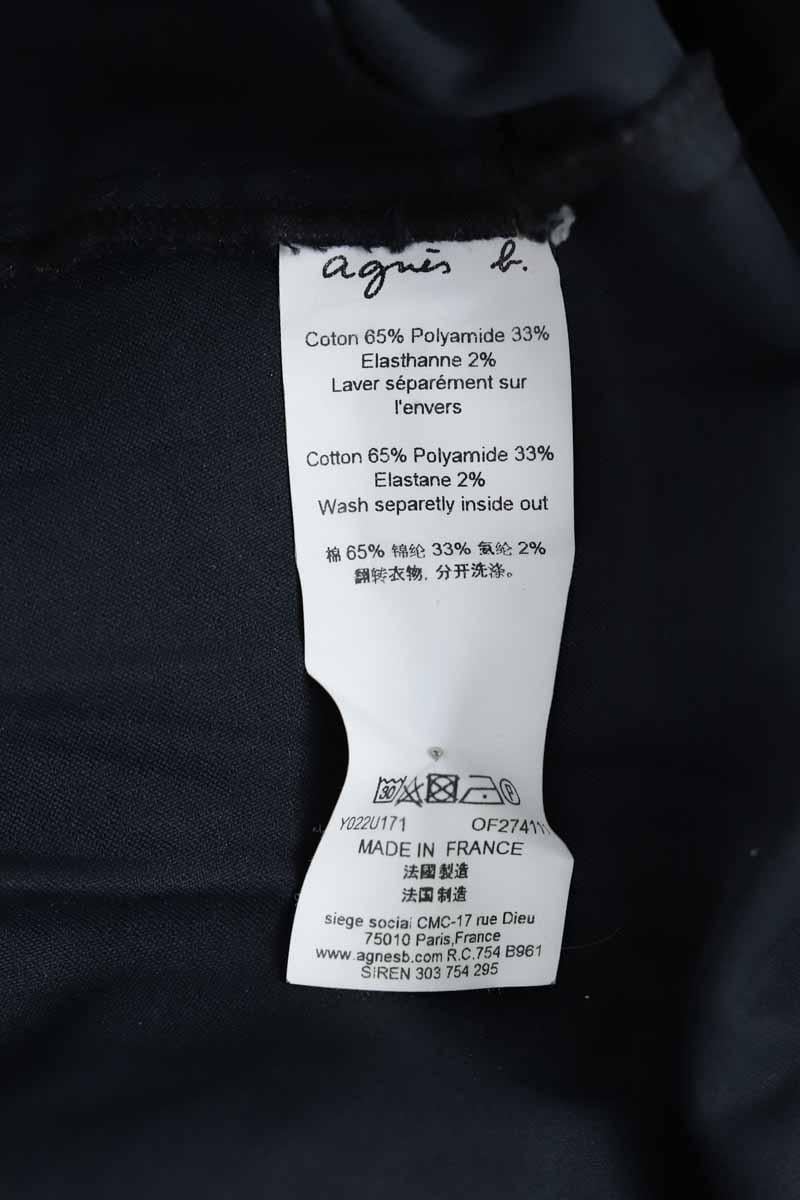 agnès b.
Coton 65% Polyamide 33%
Elasthanne 2%
Laver séparément sur
l'envers
Cotton 65% Polyamide 33%
Elastane 2%
Wash separetly inside out
棉 65% 锦纶 33% 氨纶 2%
翻转衣物, 分开洗涤。
30 P
Y022U171 OF2741
MADE IN FRANCE
法國製造
法国制造
siege social CMC-17 rue Dieu
75010 Paris,France
www.agnesb.com R.C.754 B961
SIREN 303 754 295